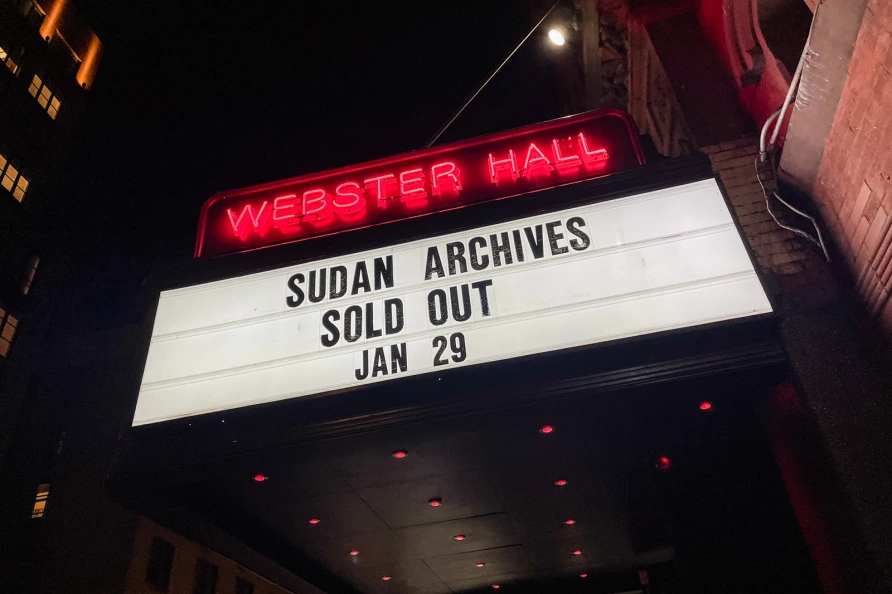 WEBSTER HALL
SUDAN ARCHIVES
SOLD OUT
JAN 29